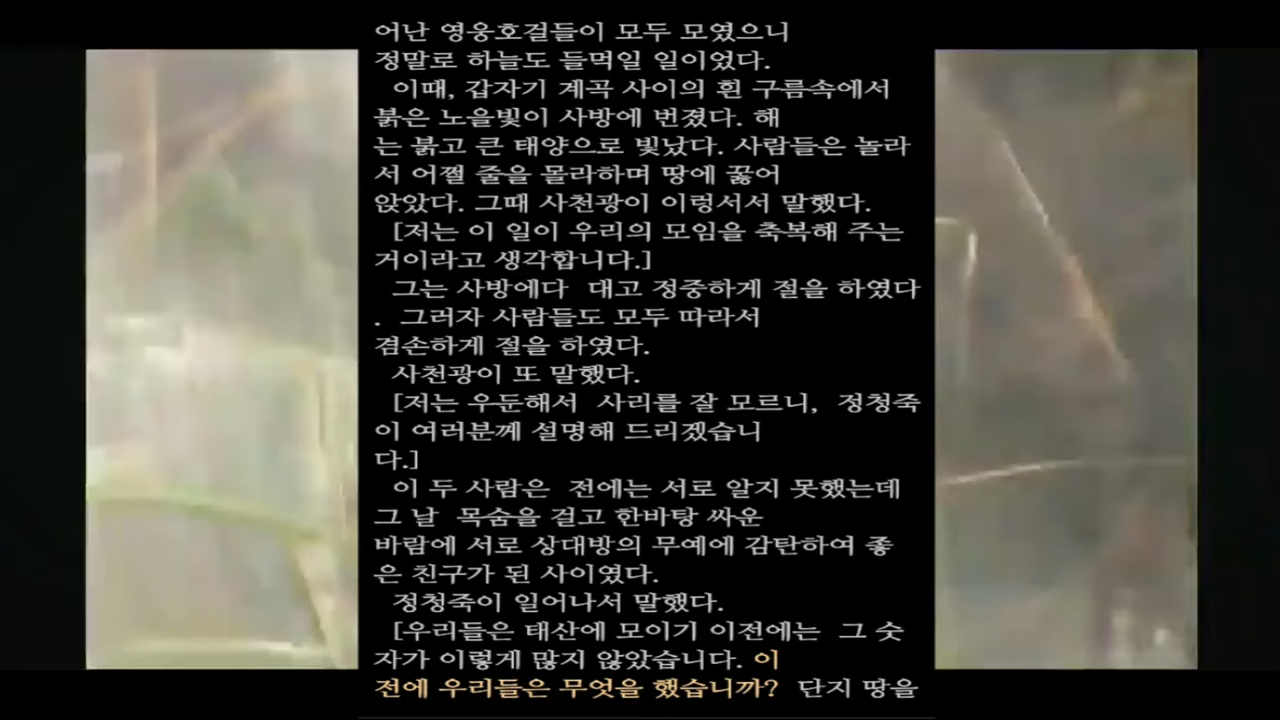 어난 영웅호걸들이 모두 모였으니
정말로 하늘도 들먹일 일이었다.
이때, 갑자기 계곡 사이의 흰 구름속에서
붉은 노을빛이 사방에 번졌다. 해
는 붉고 큰 태양으로 빛났다. 사람들은 놀라
서 어쩔 줄을 몰라하며 땅에 꿇어
앉았다. 그때 사천광이 이렁서서 말했다.
[저는 이 일이 우리의 모임을 축복해 주는
거이라고 생각합니다.]
그는 사방에다 대고 정중하게 절을 하였다
. 그러자 사람들도 모두 따라서
겸손하게 절을 하였다.
사천광이 또 말했다.
[저는 우둔해서 사리를 잘 모르니, 정청죽
이 여러분께 설명해 드리겠습니
다.]
이 두 사람은 전에는 서로 알지 못했는데
그 날 목숨을 걸고 한바탕 싸운
바람에 서로 상대방의 무예에 감탄하여 좋
은 친구가 된 사이였다.
정청죽이 일어나서 말했다.
[우리들은 태산에 모이기 이전에는 그 숫
자가 이렇게 많지 않았습니다. 이
전에 우리들은 무엇을 했습니까? 단지 땅을